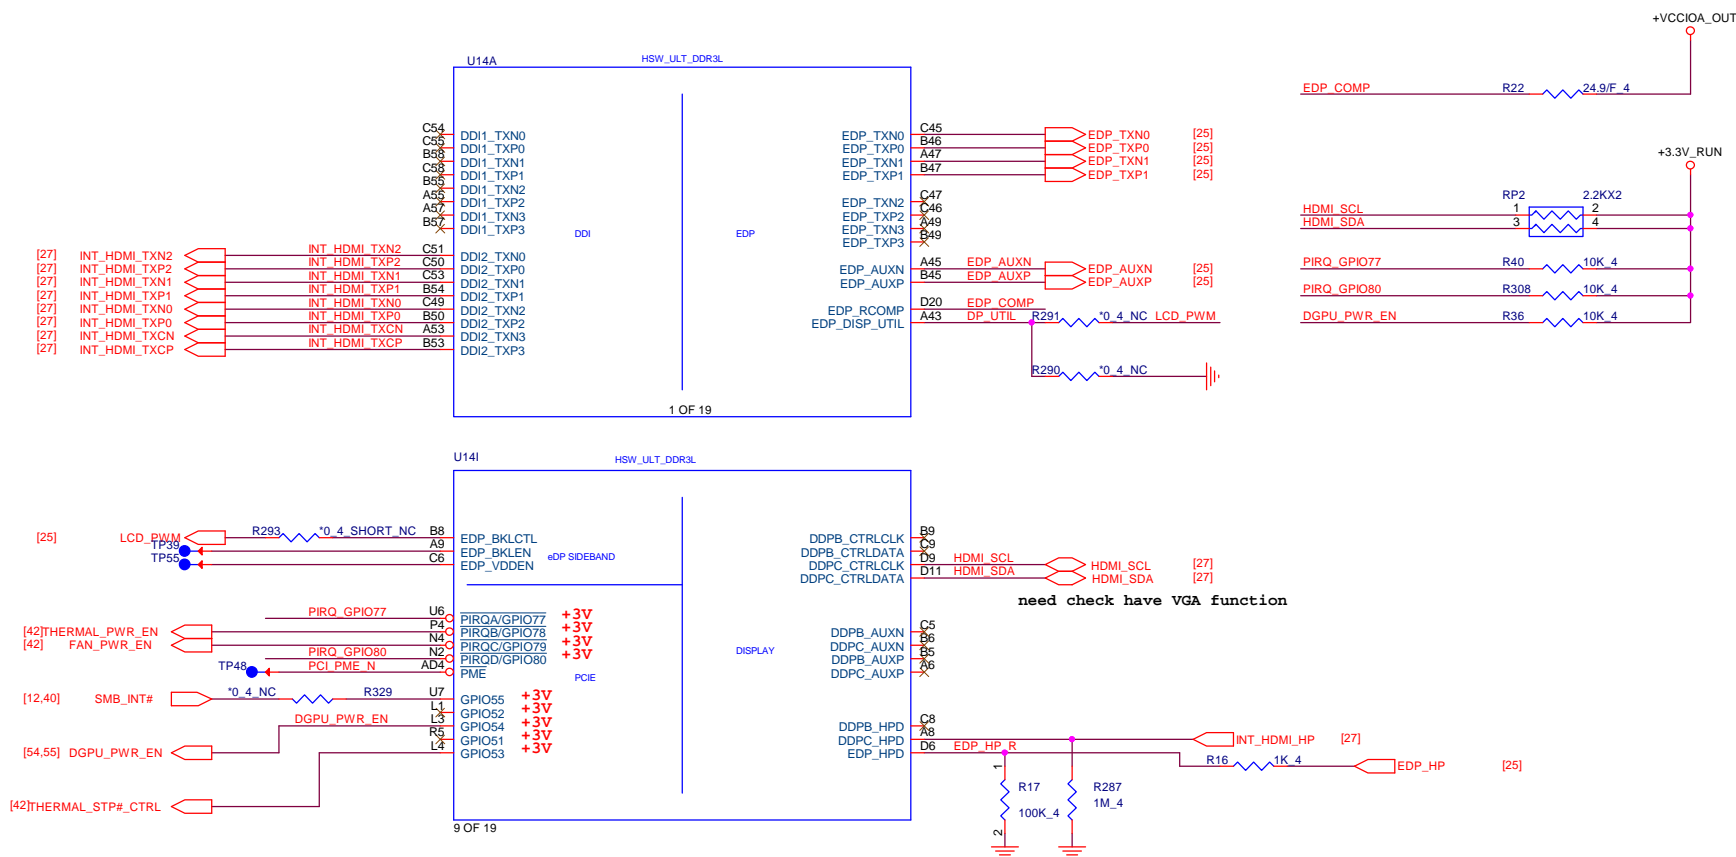 +VCCIOA_OUT
EDP_COMP R22 24.9/F_4
+3.3V_RUN
RP2 2.2KX2
HDMI_SCL 1 2
HDMI_SDA 3 4
PIRQ_GPIO77 R40 10K_4
PIRQ_GPIO80 R308 10K_4
DGPU_PWR_EN R36 10K_4
U14A HSW_ULT_DDR3L
C54 DDI1_TXN0
C55 DDI1_TXP0
B58 DDI1_TXN1
C58 DDI1_TXP1
B55 DDI1_TXN2
A55 DDI1_TXP2
A57 DDI1_TXN3
B57 DDI1_TXP3
DDI EDP
[27] INT_HDMI_TXN2 INT_HDMI_TXN2 C51 DDI2_TXN0
[27] INT_HDMI_TXP2 INT_HDMI_TXP2 C50 DDI2_TXP0
[27] INT_HDMI_TXN1 INT_HDMI_TXN1 C53 DDI2_TXN1
[27] INT_HDMI_TXP1 INT_HDMI_TXP1 B54 DDI2_TXP1
[27] INT_HDMI_TXN0 INT_HDMI_TXN0 C49 DDI2_TXN2
[27] INT_HDMI_TXP0 INT_HDMI_TXP0 B50 DDI2_TXP2
[27] INT_HDMI_TXCN INT_HDMI_TXCN A53 DDI2_TXN3
[27] INT_HDMI_TXCP INT_HDMI_TXCP B53 DDI2_TXP3
EDP_TXN0 C45 EDP_TXN0 [25]
EDP_TXP0 B46 EDP_TXP0 [25]
EDP_TXN1 A47 EDP_TXN1 [25]
EDP_TXP1 B47 EDP_TXP1 [25]
EDP_TXN2 C47
EDP_TXP2 C46
EDP_TXN3 A49
EDP_TXP3 B49
EDP_AUXN A45 EDP_AUXN EDP_AUXN [25]
EDP_AUXP B45 EDP_AUXP EDP_AUXP [25]
EDP_RCOMP D20 EDP_COMP
EDP_DISP_UTIL A43 DP_UTIL R291 *0_4_NC LCD_PWM
R290 *0_4_NC
1 OF 19
U14I HSW_ULT_DDR3L
[25] LCD_PWM R293 *0_4_SHORT_NC B8 EDP_BKLCTL
TP39 A9 EDP_BKLEN
TP55 C6 EDP_VDDEN
eDP SIDEBAND
PIRQ_GPIO77 U6 PIRQA/GPIO77 +3V
[42]THERMAL_PWR_EN P4 PIRQB/GPIO78 +3V
[42] FAN_PWR_EN N4 PIRQC/GPIO79 +3V
PIRQ_GPIO80 N2 PIRQD/GPIO80 +3V
TP48 PCI_PME_N AD4 PME
PCIE DISPLAY
[12,40] SMB_INT# *0_4_NC R329 U7 GPIO55 +3V
L1 GPIO52 +3V
DGPU_PWR_EN L3 GPIO54 +3V
R5 GPIO51 +3V
L4 GPIO53 +3V
[54,55] DGPU_PWR_EN
[42]THERMAL_STP#_CTRL
DDPB_CTRLCLK B9
DDPB_CTRLDATA C9
DDPC_CTRLCLK D9 HDMI_SCL HDMI_SCL [27]
DDPC_CTRLDATA D11 HDMI_SDA HDMI_SDA [27]
need check have VGA function
DDPB_AUXN C5
DDPC_AUXN B6
DDPB_AUXP B5
DDPC_AUXP A6
DDPB_HPD C8
DDPC_HPD A8 INT_HDMI_HP [27]
EDP_HPD D6 EDP_HP_R R16 1K_4 EDP_HP [25]
1 R17 R287
100K_4 1M_4
2
9 OF 19